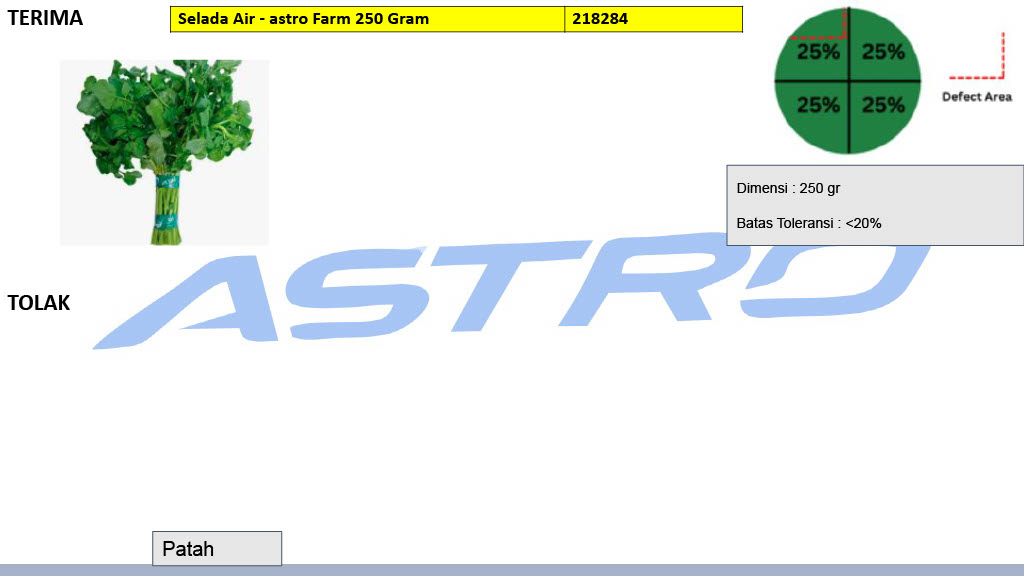 TERIMA
Selada Air - astro Farm 250 Gram 218284
25% 25%
25% 25%
Defect Area
Dimensi : 250 gr
Batas Toleransi : <20%
ASTRO
TOLAK
Patah